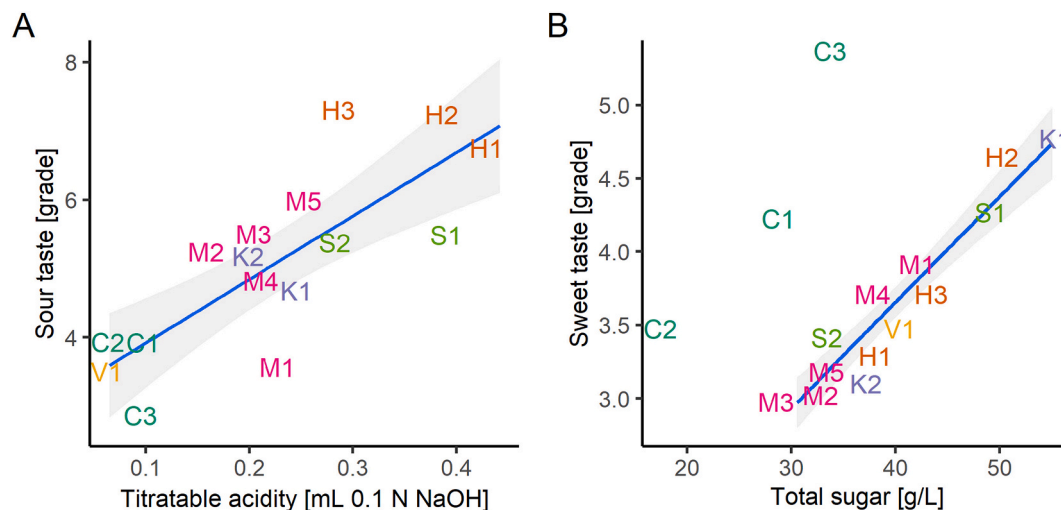 A
Sour taste [grade]
8
6
4
H3
H2
H1
M5
M3
M2
K2
S2
S1
M4
K1
C2
C1
V1
M1
C3
0.1
0.2
0.3
0.4
Titratable acidity [mL 0.1 N NaOH]
B
Sweet taste [grade]
5.0
4.5
4.0
3.5
3.0
C3
K1
H2
C1
S1
M1
M4
H3
C2
V1
S2
H1
M5
K2
M3
M2
20
30
40
50
Total sugar [g/L]